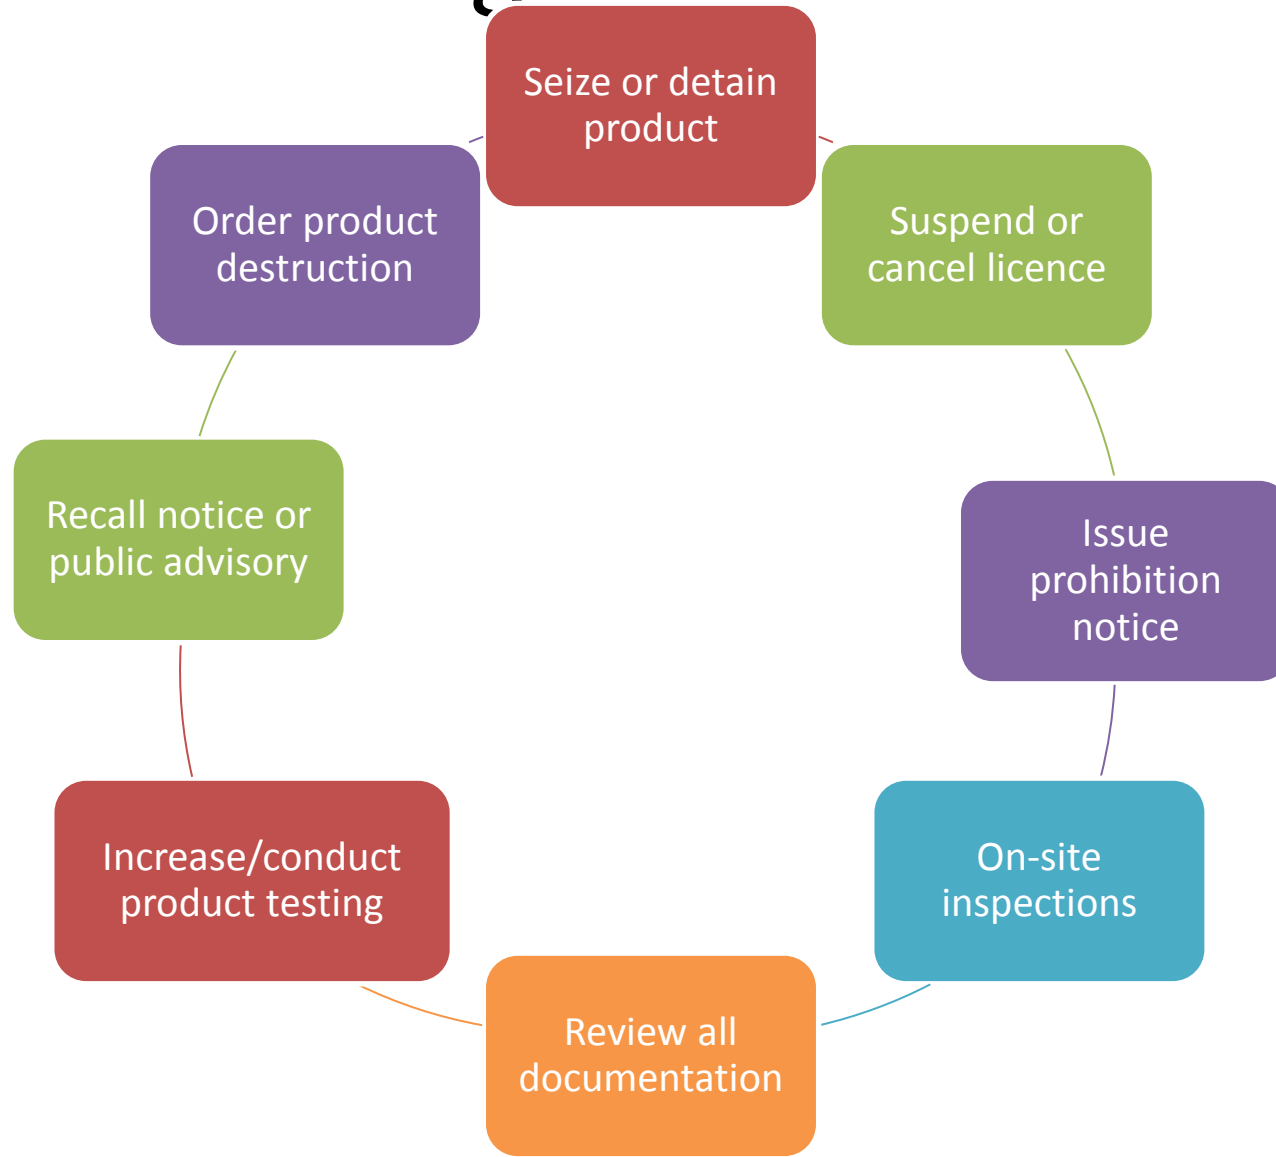 Seize or detain
product
Suspend or
cancel licence
Issue
prohibition
notice
On-site
inspections
Review all
documentation
Increase/conduct
product testing
Recall notice or
public advisory
Order product
destruction